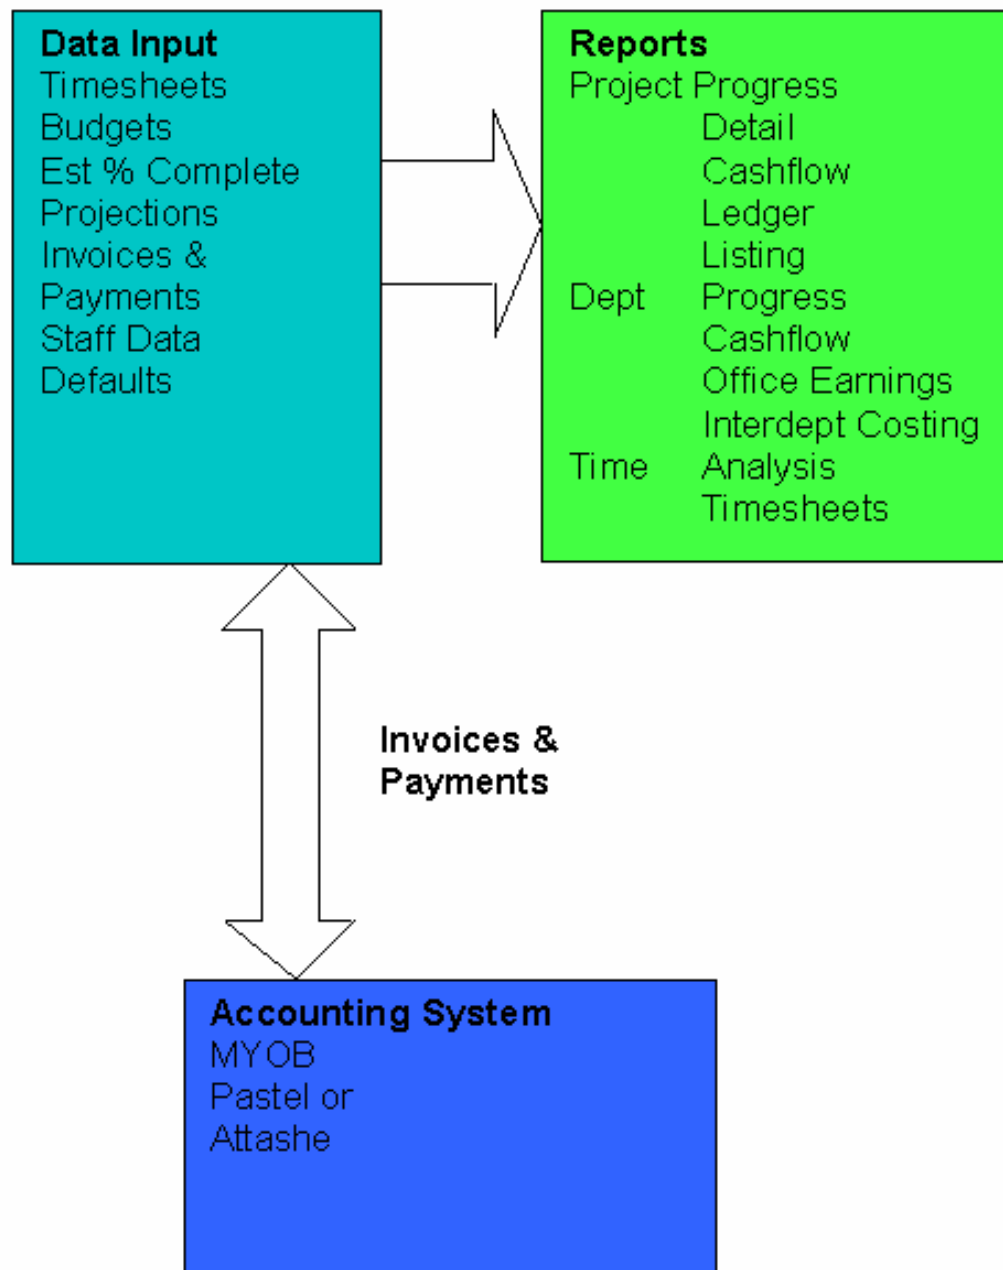 Data Input
Timesheets
Budgets
Est % Complete
Projections
Invoices &
Payments
Staff Data
Defaults
Reports
Project Progress
Detail
Cashflow
Ledger
Listing
Dept Progress
Cashflow
Office Earnings
Interdept Costing
Time Analysis
Timesheets
Invoices &
Payments
Accounting System
MYOB
Pastel or
Attashe